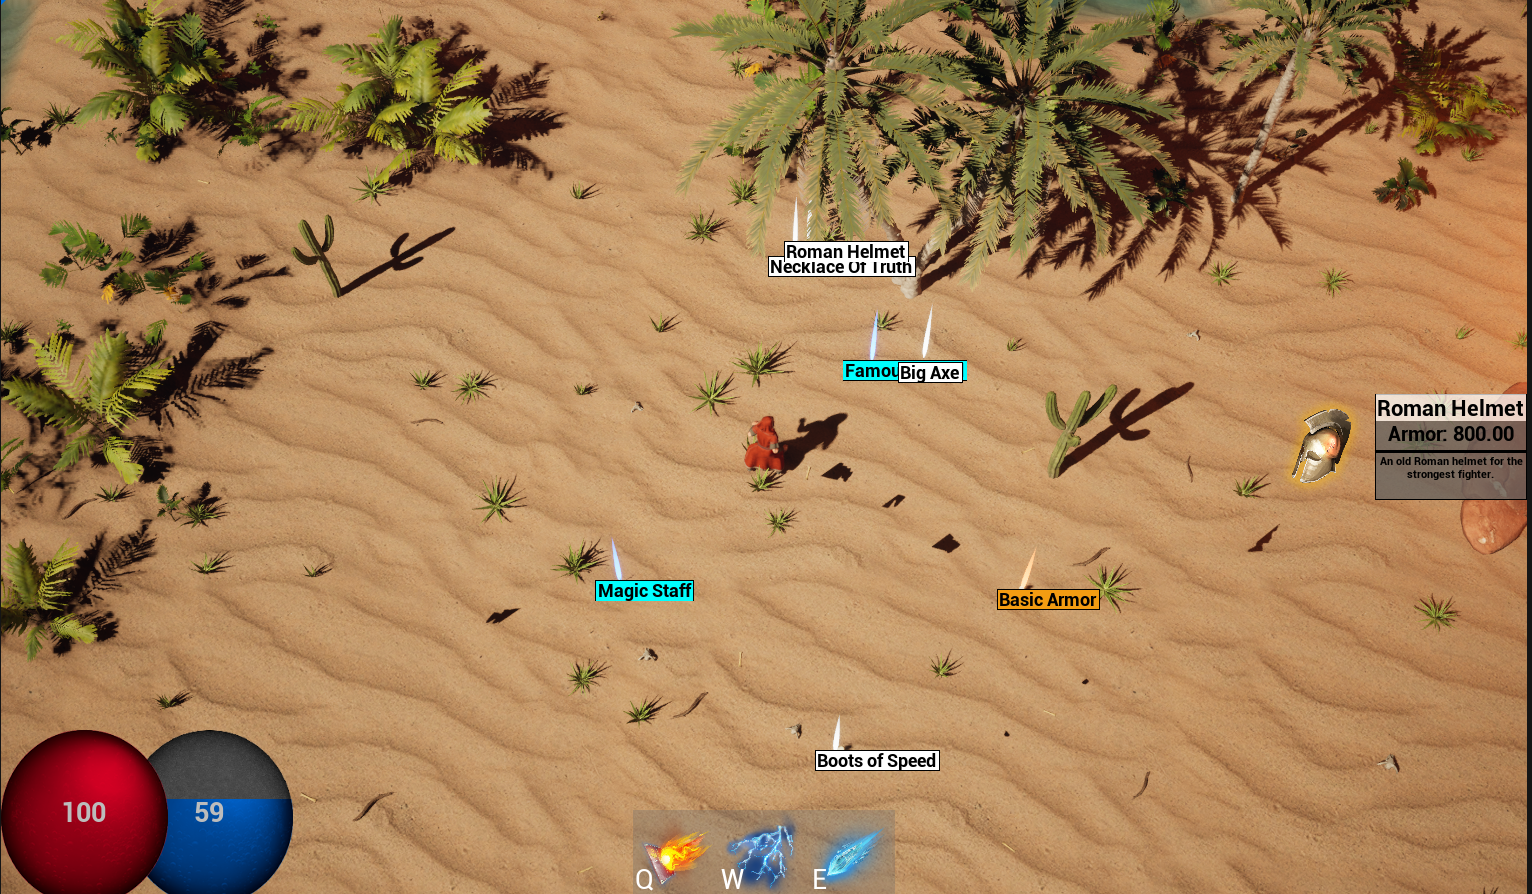 Roman Helmet
Necklace Of Truth
Famou
Big Axe
Roman Helmet
Armor: 800.00
An old Roman helmet for the
strongest fighter.
Magic Staff
Basic Armor
Boots of Speed
100
59
Q
W
E